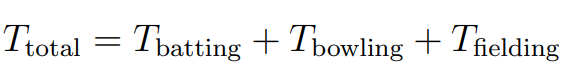 T_total = T_batting + T_bowling + T_fielding